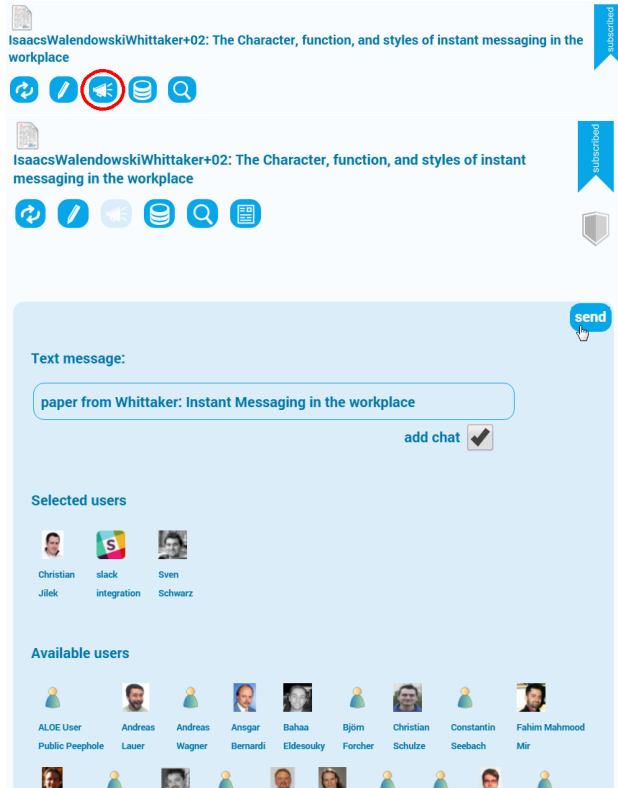 subscribed
IsaacsWalendowskiWhittaker+02: The Character, function, and styles of instant messaging in the
workplace
subscribed
IsaacsWalendowskiWhittaker+02: The Character, function, and styles of instant
messaging in the workplace
send
Text message:
paper from Whittaker: Instant Messaging in the workplace
add chat
Selected users
Christian slack Sven
Jilek integration Schwarz
Available users
ALOE User Andreas Andreas Ansgar Bahaa Björn Christian Constantin Fahim Mahmood
Public Peephole Lauer Wagner Bernardi Eldesouky Forcher Schulze Seebach Mir